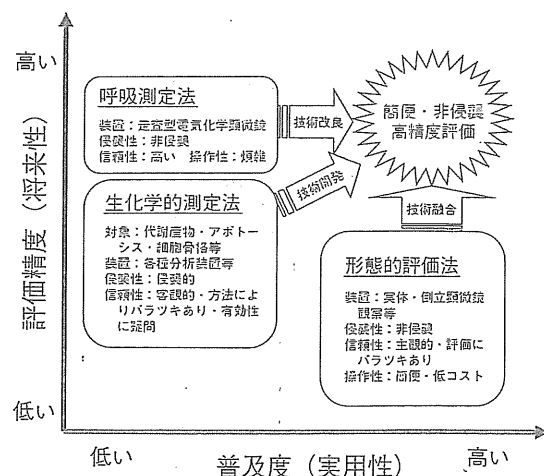 高い
評価精度（将来性）
低い
呼吸測定法
装置：走査型電気化学顕微鏡
侵襲性：非侵襲
信頼性：高い 操作性：煩雑
技術改良
簡便・非侵襲
高精度評価
生化学的測定法
対象：代謝産物・アポトー
シス・細胞骨格等
装置：各種分析装置等
侵襲性：侵襲的
信頼性：客観的・方法によ
りバラツキあり・有効性
に疑問
技術開発
技術融合
形態的評価法
装置：実体・倒立顕微鏡
観察等
侵襲性：非侵襲
信頼性：主観的・評価に
バラツキあり
操作性：簡便・低コスト
低い
普及度（実用性）
高い